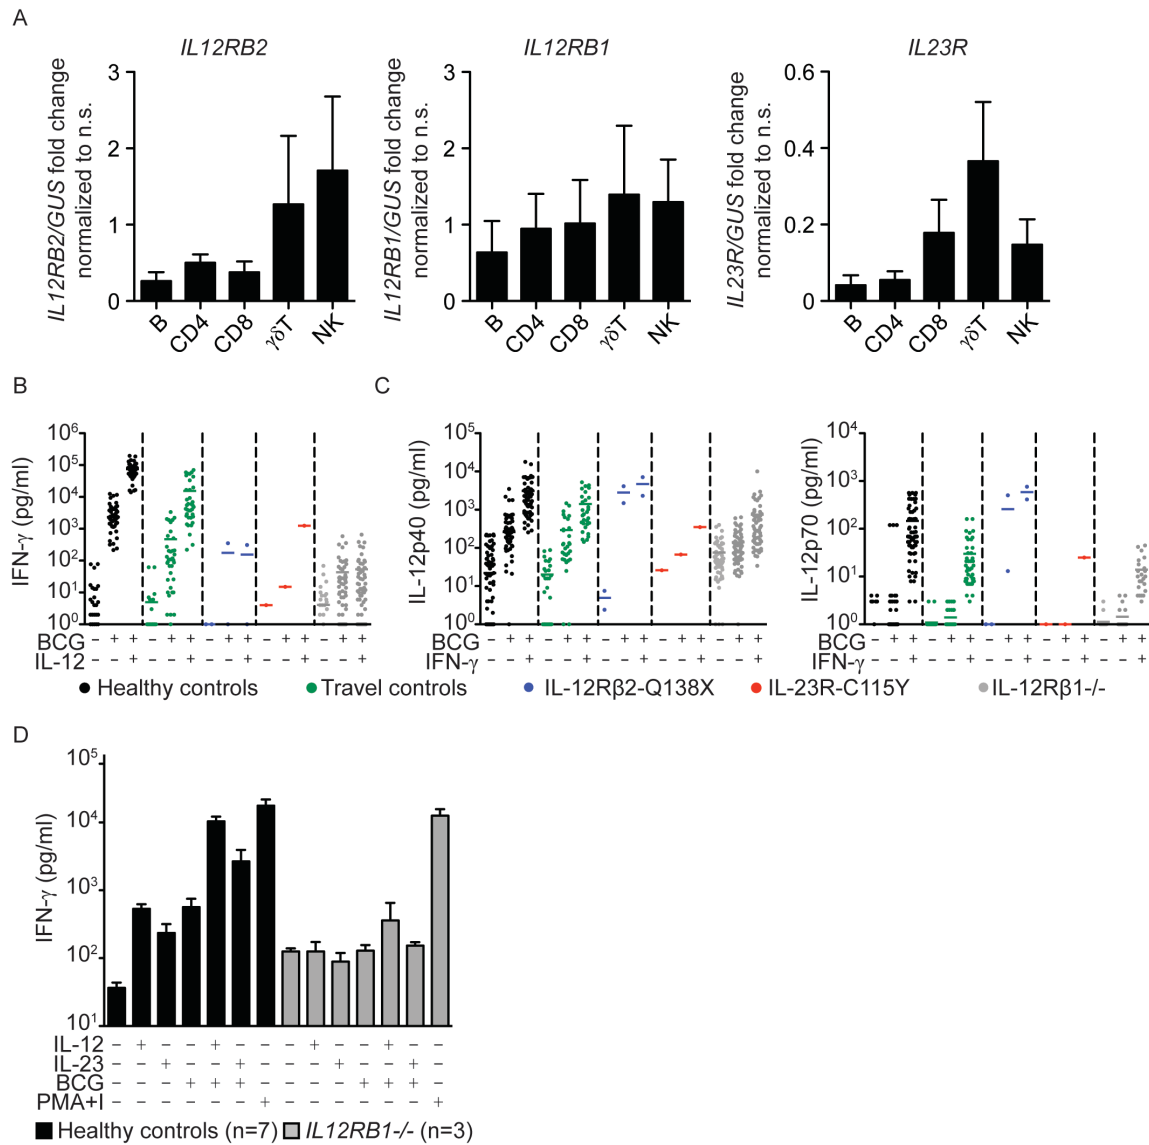 A
IL12RB2
IL12RB2/GUS fold change
normalized to n.s.
3
2
1
0
B
CD4
CD8
γδT
NK
IL12RB1
IL12RB1/GUS fold change
normalized to n.s.
3
2
1
0
B
CD4
CD8
γδT
NK
IL23R
IL23R/GUS fold change
normalized to n.s.
0.6
0.4
0.2
0
B
CD4
CD8
γδT
NK
B
IFN-γ (pg/ml)
10⁶
10⁵
10⁴
10³
10²
10¹
10⁰
BCG – + + – + + – + + – + + – + +
IL-12 – – + – – + – – + – – + – – +
C
IL-12p40 (pg/ml)
10⁵
10⁴
10³
10²
10¹
10⁰
BCG – + + – + + – + + – + + – + +
IFN-γ – – + – – + – – + – – + – – +
IL-12p70 (pg/ml)
10⁴
10³
10²
10¹
10⁰
BCG – + + – + + – + + – + + – + +
IFN-γ – – + – – + – – + – – + – – +
Healthy controls
Travel controls
IL-12Rβ2-Q138X
IL-23R-C115Y
IL-12Rβ1-/-
D
IFN-γ (pg/ml)
10⁵
10⁴
10³
10²
10¹
IL-12 – + – – + – – – + – – + – –
IL-23 – – + – – + – – – + – – + –
BCG – – – + + + – – – – + + + –
PMA+I – – – – – – + – – – – – – +
Healthy controls (n=7)
IL12RB1-/- (n=3)